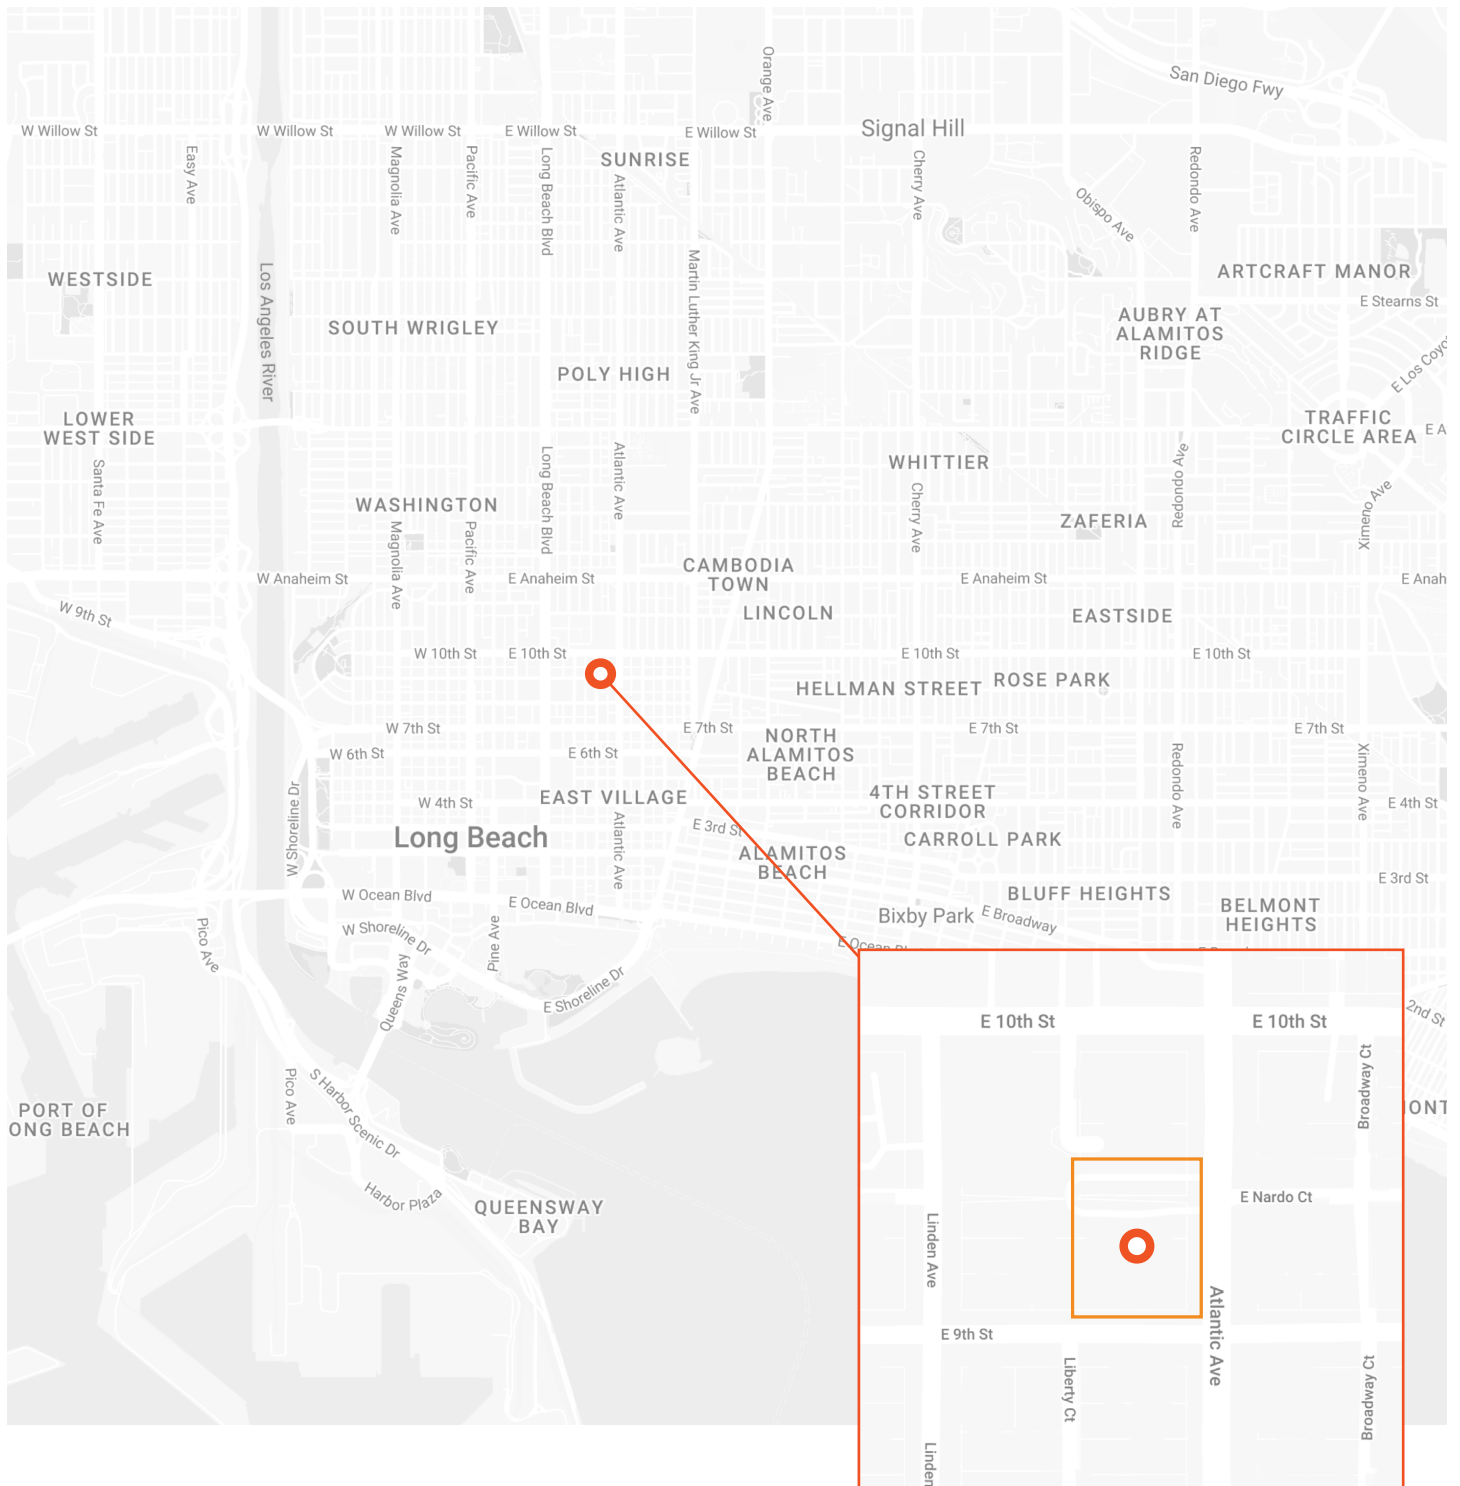 Orange Ave
San Diego Fwy
W Willow St
W Willow St
W Willow St
E Willow St
E Willow St
Signal Hill
SUNRISE
Easy Ave
Magnolia Ave
Pacific Ave
Long Beach Blvd
Atlantic Ave
Cherry Ave
Obispo Ave
Redondo Ave
WESTSIDE
Los Angeles River
Martin Luther King Jr Ave
ARTCRAFT MANOR
E Stearns St
SOUTH WRIGLEY
AUBRY AT
ALAMITOS
RIDGE
E Los Coyo
POLY HIGH
LOWER
WEST SIDE
TRAFFIC
CIRCLE AREA
E A
Santa Fe Ave
Long Beach Blvd
Atlantic Ave
WHITTIER
Redondo Ave
WASHINGTON
Cherry Ave
ZAFERIA
Ximeno Ave
Magnolia Ave
Pacific Ave
CAMBODIA
TOWN
W Anaheim St
E Anaheim St
E Anaheim St
E Anah
W 9th St
LINCOLN
EASTSIDE
W 10th St
E 10th St
E 10th St
E 10th St
HELLMAN STREET
ROSE PARK
W 7th St
E 7th St
E 7th St
E 7th St
W 6th St
E 6th St
NORTH
ALAMITOS
BEACH
Redondo Ave
Ximeno Ave
W Shoreline Dr
W 4th St
EAST VILLAGE
4TH STREET
CORRIDOR
E 4th St
Long Beach
Atlantic Ave
E 3rd St
CARROLL PARK
ALAMITOS
BEACH
E 3rd St
W Ocean Blvd
E Ocean Blvd
BLUFF HEIGHTS
BELMONT
HEIGHTS
Bixby Park
E Broadway
Pico Ave
W Shoreline Dr
Pine Ave
E Ocean Bl
Queens Way
E Shoreline Dr
2nd St
E 10th St
E 10th St
Pico Ave
S Harbor Scenic Dr
Broadway Ct
PORT OF
ONG BEACH
MONT
Harbor Plaza
QUEENSWAY
BAY
E Nardo Ct
Linden Ave
Atlantic Ave
E 9th St
Liberty Ct
Broadway Ct
Linden